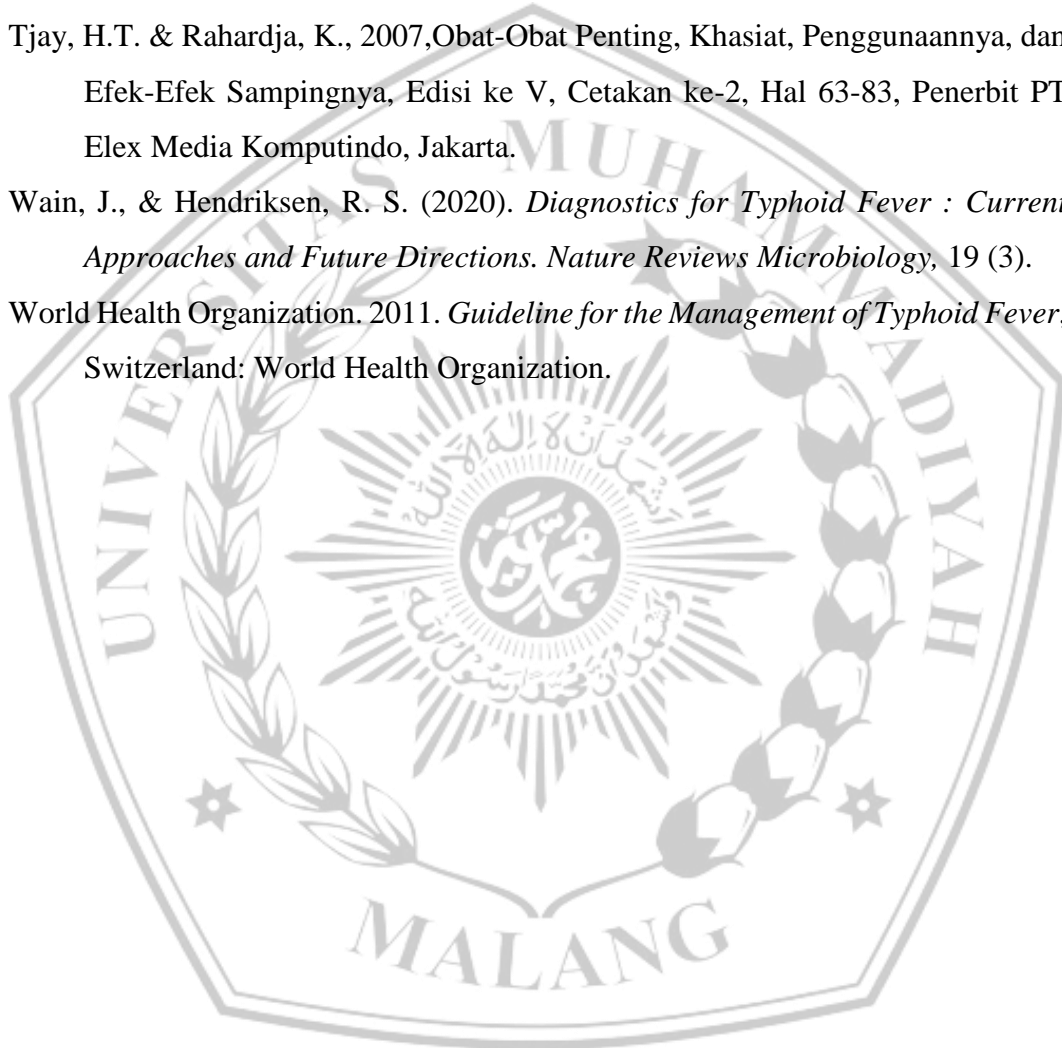 Tjay, H.T. & Rahardja, K., 2007,Obat-Obat Penting, Khasiat, Penggunaannya, dan
Efek-Efek Sampingnya, Edisi ke V, Cetakan ke-2, Hal 63-83, Penerbit PT
Elex Media Komputindo, Jakarta.
Wain, J., & Hendriksen, R. S. (2020). Diagnostics for Typhoid Fever : Current
Approaches and Future Directions. Nature Reviews Microbiology, 19 (3).
World Health Organization. 2011. Guideline for the Management of Typhoid Fever.
Switzerland: World Health Organization.
UNIVERSITAS MUHAMMADIYAH
MALANG